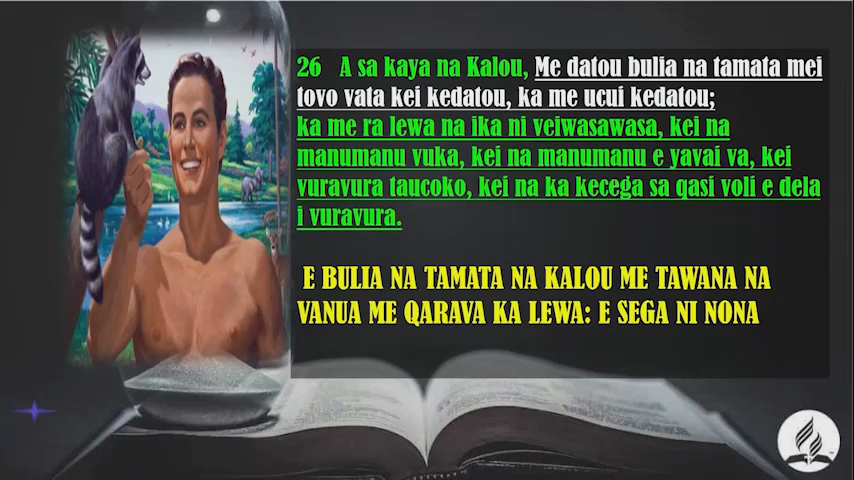 26 A sa kaya na Kalou, Me datou bulia na tamata mei
tovo vata kei kedatou, ka me ucui kedatou;
ka me ra lewa na ika ni veiwasawasa, kei na
manumanu vuka, kei na manumanu e yavai va, kei
vuravura taucoko, kei na ka kecega sa qasi voli e dela
i vuravura.
E BULIA NA TAMATA NA KALOU ME TAWANA NA
VANUA ME QARAVA KA LEWA: E SEGA NI NONA